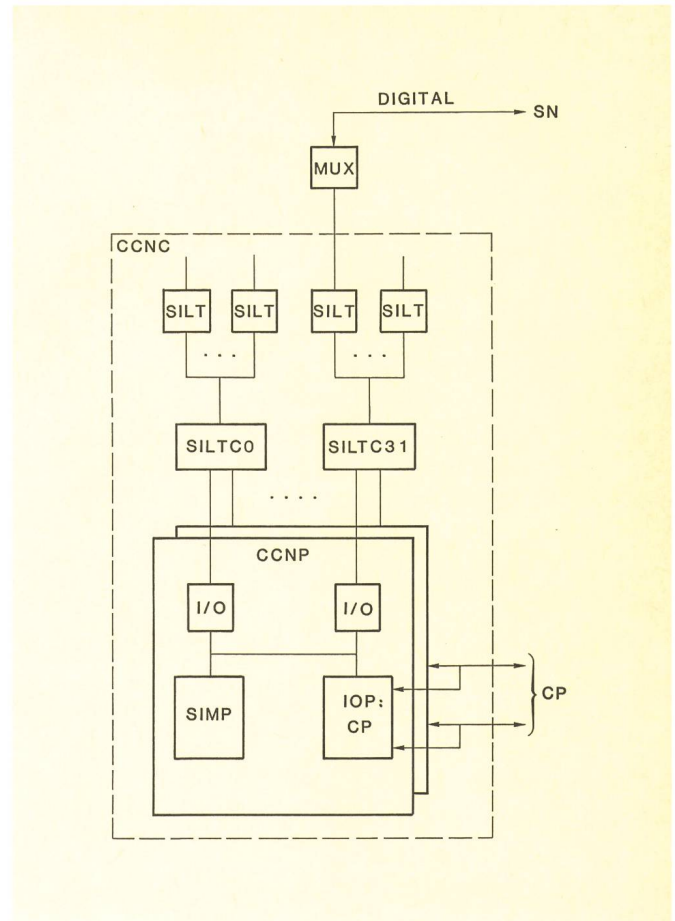 DIGITAL
SN
MUX
CCNC
SILT SILT SILT SILT
. . . . . .
SILTC0 SILTC31
. . . .
CCNP
I/O I/O
SIMP
IOP:
CP
CP